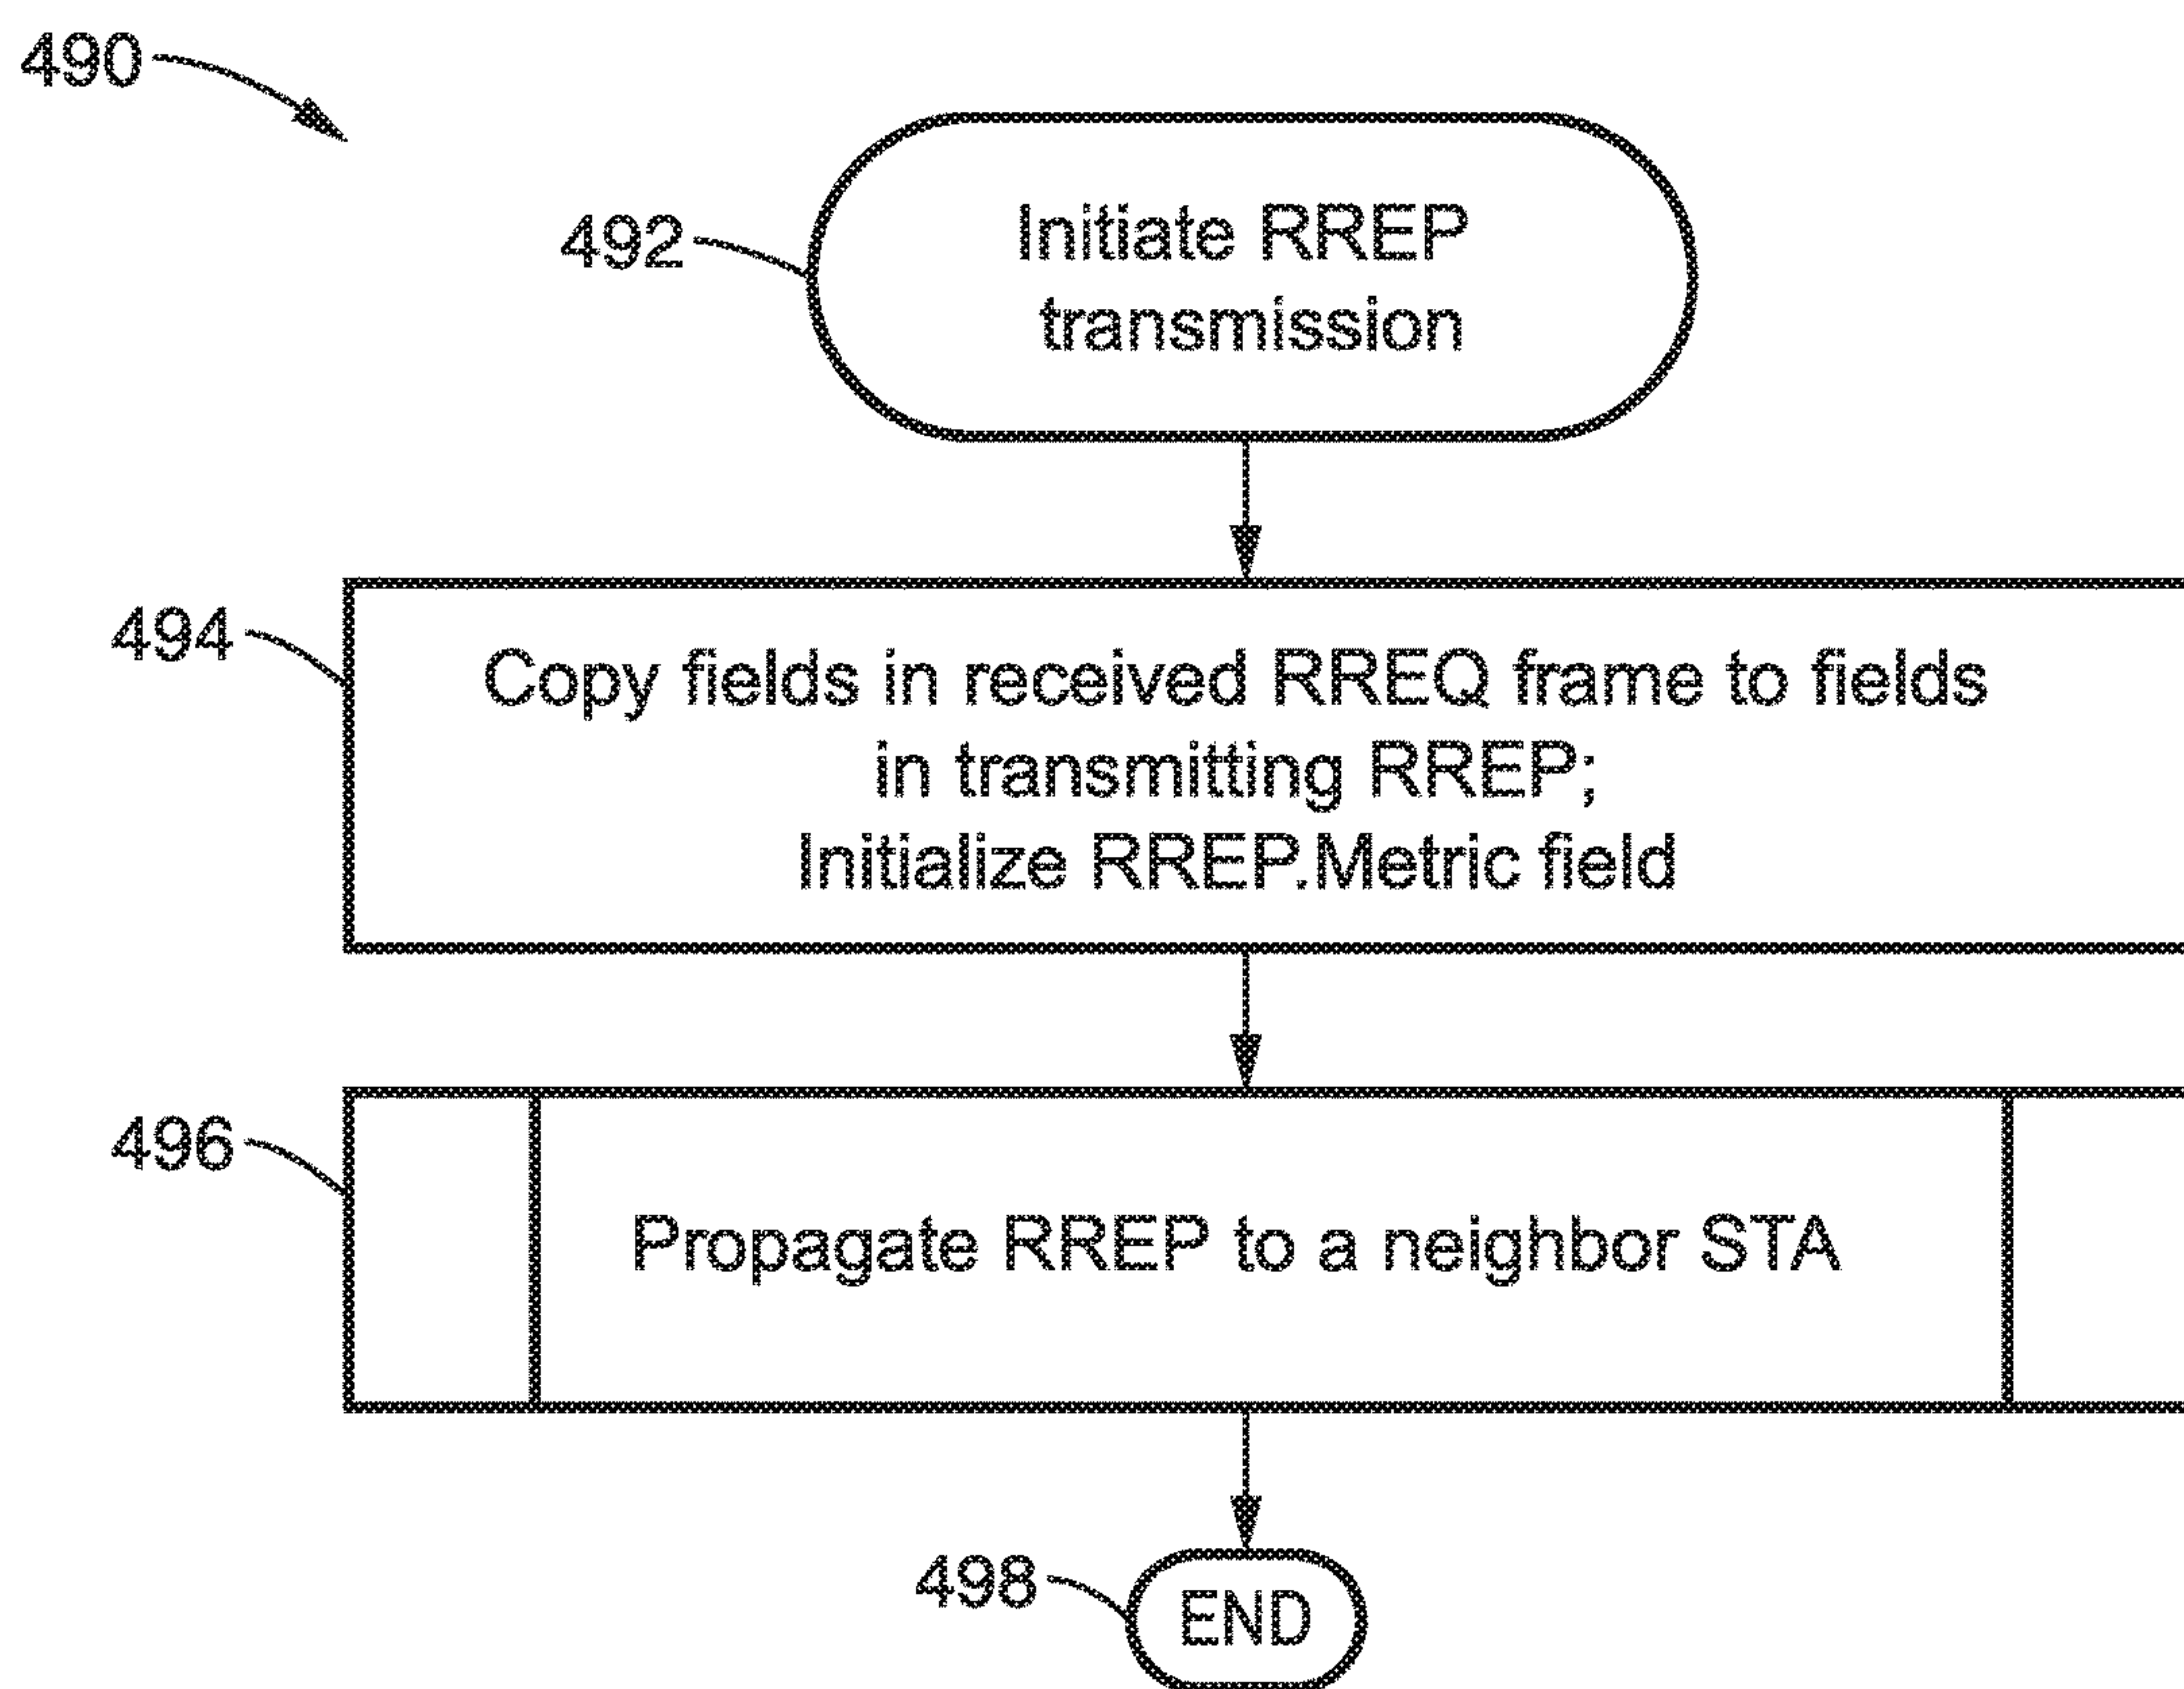 490
492
Initiate RREP
transmission
494
Copy fields in received RREQ frame to fields
in transmitting RREP;
Initialize RREP.Metric field
496
Propagate RREP to a neighbor STA
498
END